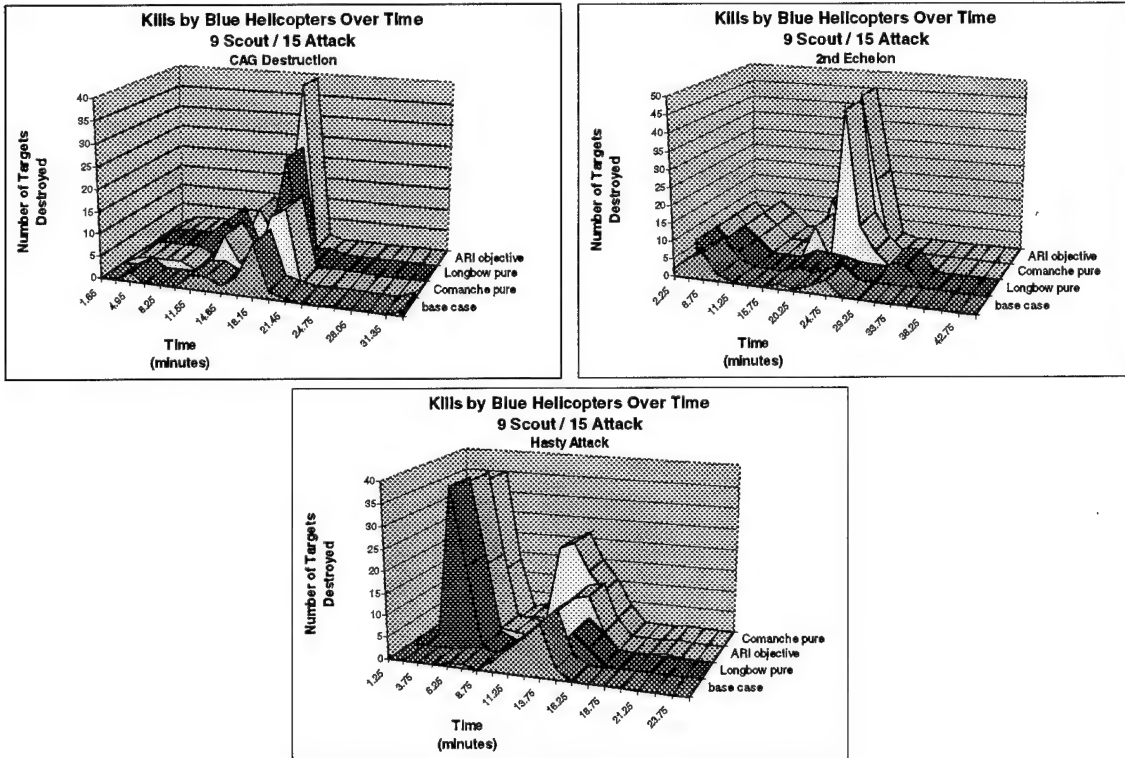 Kills by Blue Helicopters Over Time
9 Scout / 15 Attack
CAG Destruction
Number of Targets
Destroyed
40
35
30
25
20
15
10
5
0
1.65
4.95
8.25
11.55
14.85
18.15
21.45
24.75
28.05
31.35
Time
(minutes)
ARI objective
Longbow pure
Comanche pure
base case
Kills by Blue Helicopters Over Time
9 Scout / 15 Attack
2nd Echelon
Number of Targets
Destroyed
50
45
40
35
30
25
20
15
10
5
0
2.25
6.75
11.25
15.75
20.25
24.75
29.25
33.75
38.25
42.75
Time
(minutes)
ARI objective
Comanche pure
Longbow pure
base case
Kills by Blue Helicopters Over Time
9 Scout / 15 Attack
Hasty Attack
Number of Targets
Destroyed
40
35
30
25
20
15
10
5
0
1.25
3.75
6.25
8.75
11.25
13.75
16.25
18.75
21.25
23.75
Time
(minutes)
Comanche pure
ARI objective
Longbow pure
base case